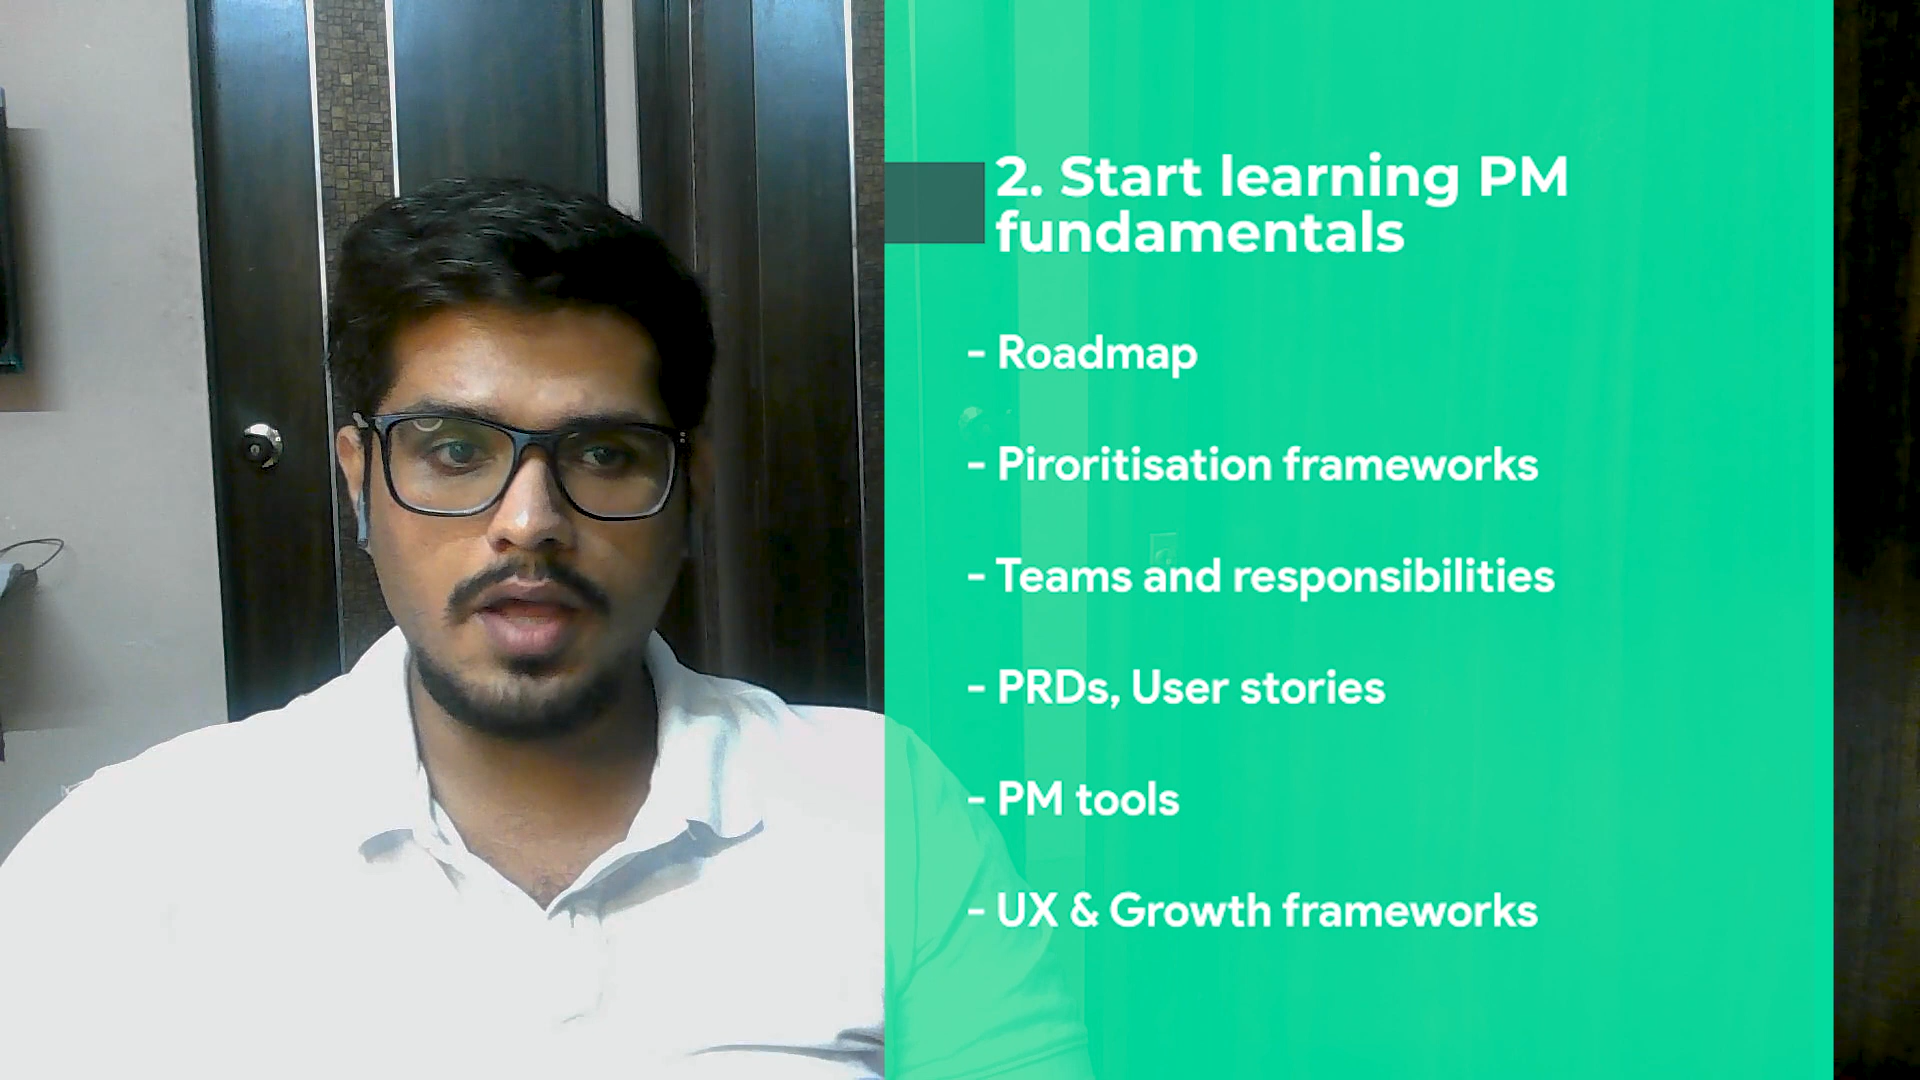 2. Start learning PM
fundamentals
- Roadmap
- Piroritisation frameworks
- Teams and responsibilities
- PRDs, User stories
- PM tools
- UX & Growth frameworks